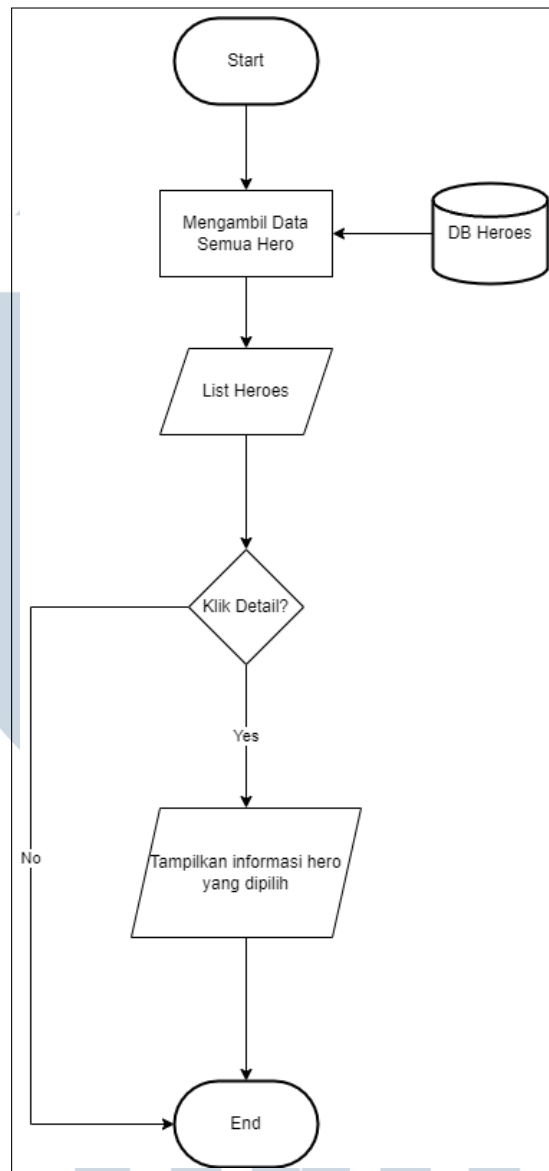 Start
Mengambil Data
Semua Hero
DB Heroes
List Heroes
Klik Detail?
Yes
No
Tampilkan informasi hero
yang dipilih
End